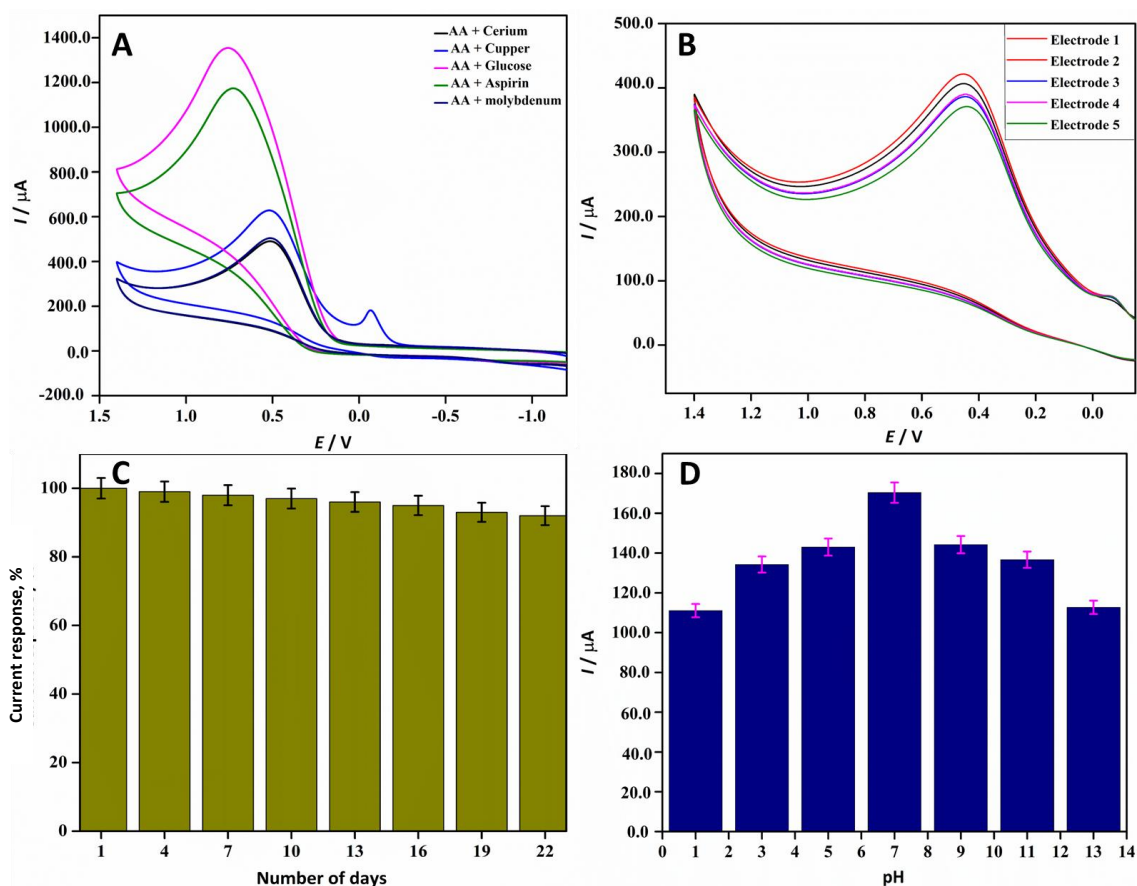 A
AA + Cerium
AA + Cupper
AA + Glucose
AA + Aspirin
AA + molybdenum
1400.0
1200.0
1000.0
800.0
600.0
400.0
200.0
0.0
-200.0
I / µA
1.5 1.0 0.5 0.0 -0.5 -1.0
E / V
B
Electrode 1
Electrode 2
Electrode 3
Electrode 4
Electrode 5
500.0
400.0
300.0
200.0
100.0
0.0
I / µA
1.4 1.2 1.0 0.8 0.6 0.4 0.2 0.0
E / V
C
100
80
60
40
20
0
Current response, %
1 4 7 10 13 16 19 22
Number of days
D
180.0
160.0
140.0
120.0
100.0
80.0
60.0
40.0
20.0
0.0
I / µA
0 1 2 3 4 5 6 7 8 9 10 11 12 13 14
pH